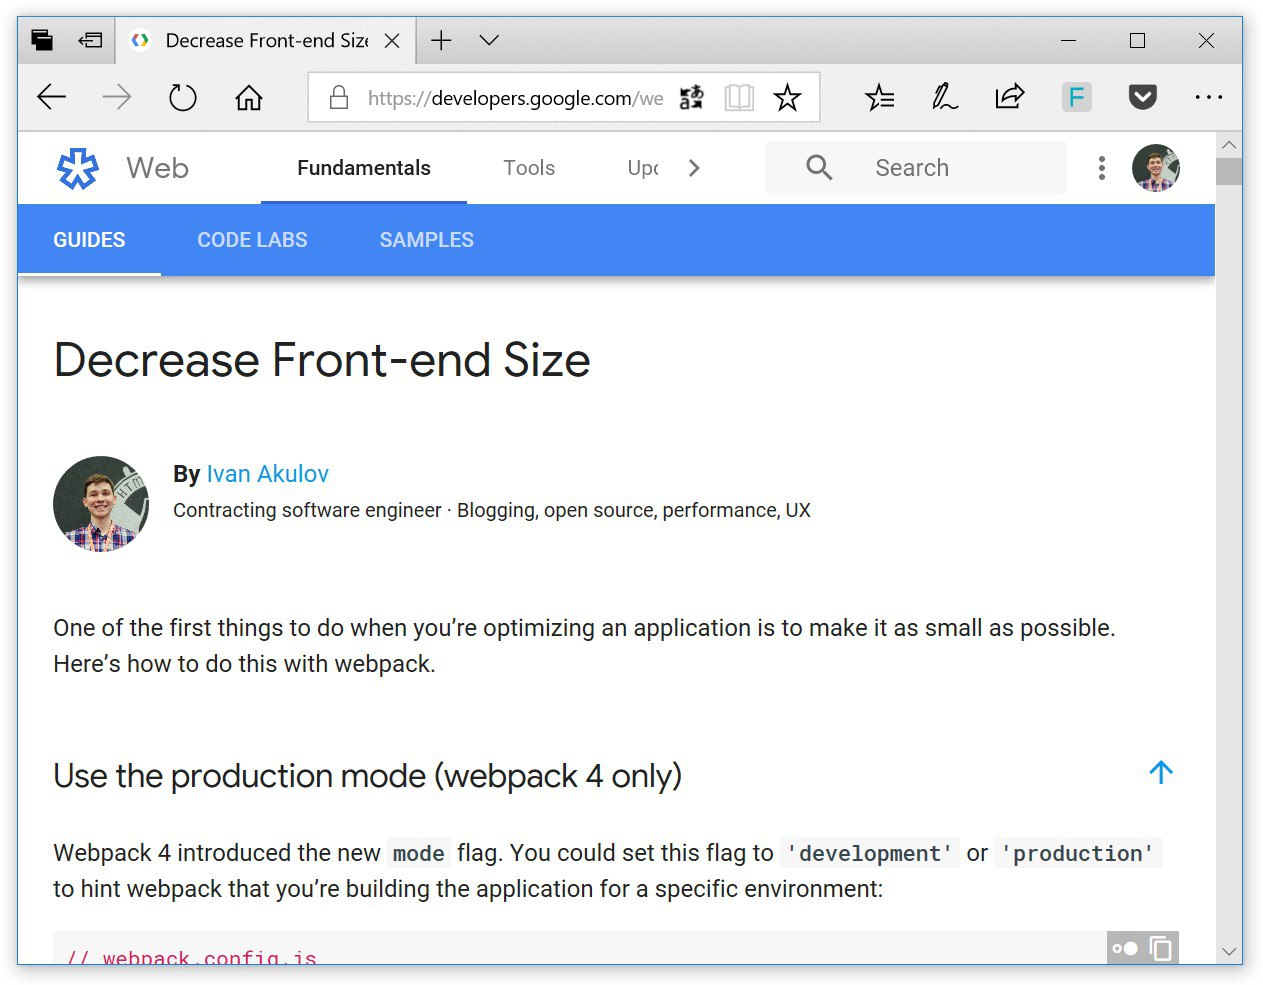 Decrease Front-end Size
https://developers.google.com/we
F
Web
Fundamentals
Tools
Upc
Search
GUIDES
CODE LABS
SAMPLES
Decrease Front-end Size
By Ivan Akulov
Contracting software engineer · Blogging, open source, performance, UX
One of the first things to do when you’re optimizing an application is to make it as small as possible.
Here’s how to do this with webpack.
Use the production mode (webpack 4 only)
Webpack 4 introduced the new mode flag. You could set this flag to 'development' or 'production'
to hint webpack that you’re building the application for a specific environment:
// webpack.config.js